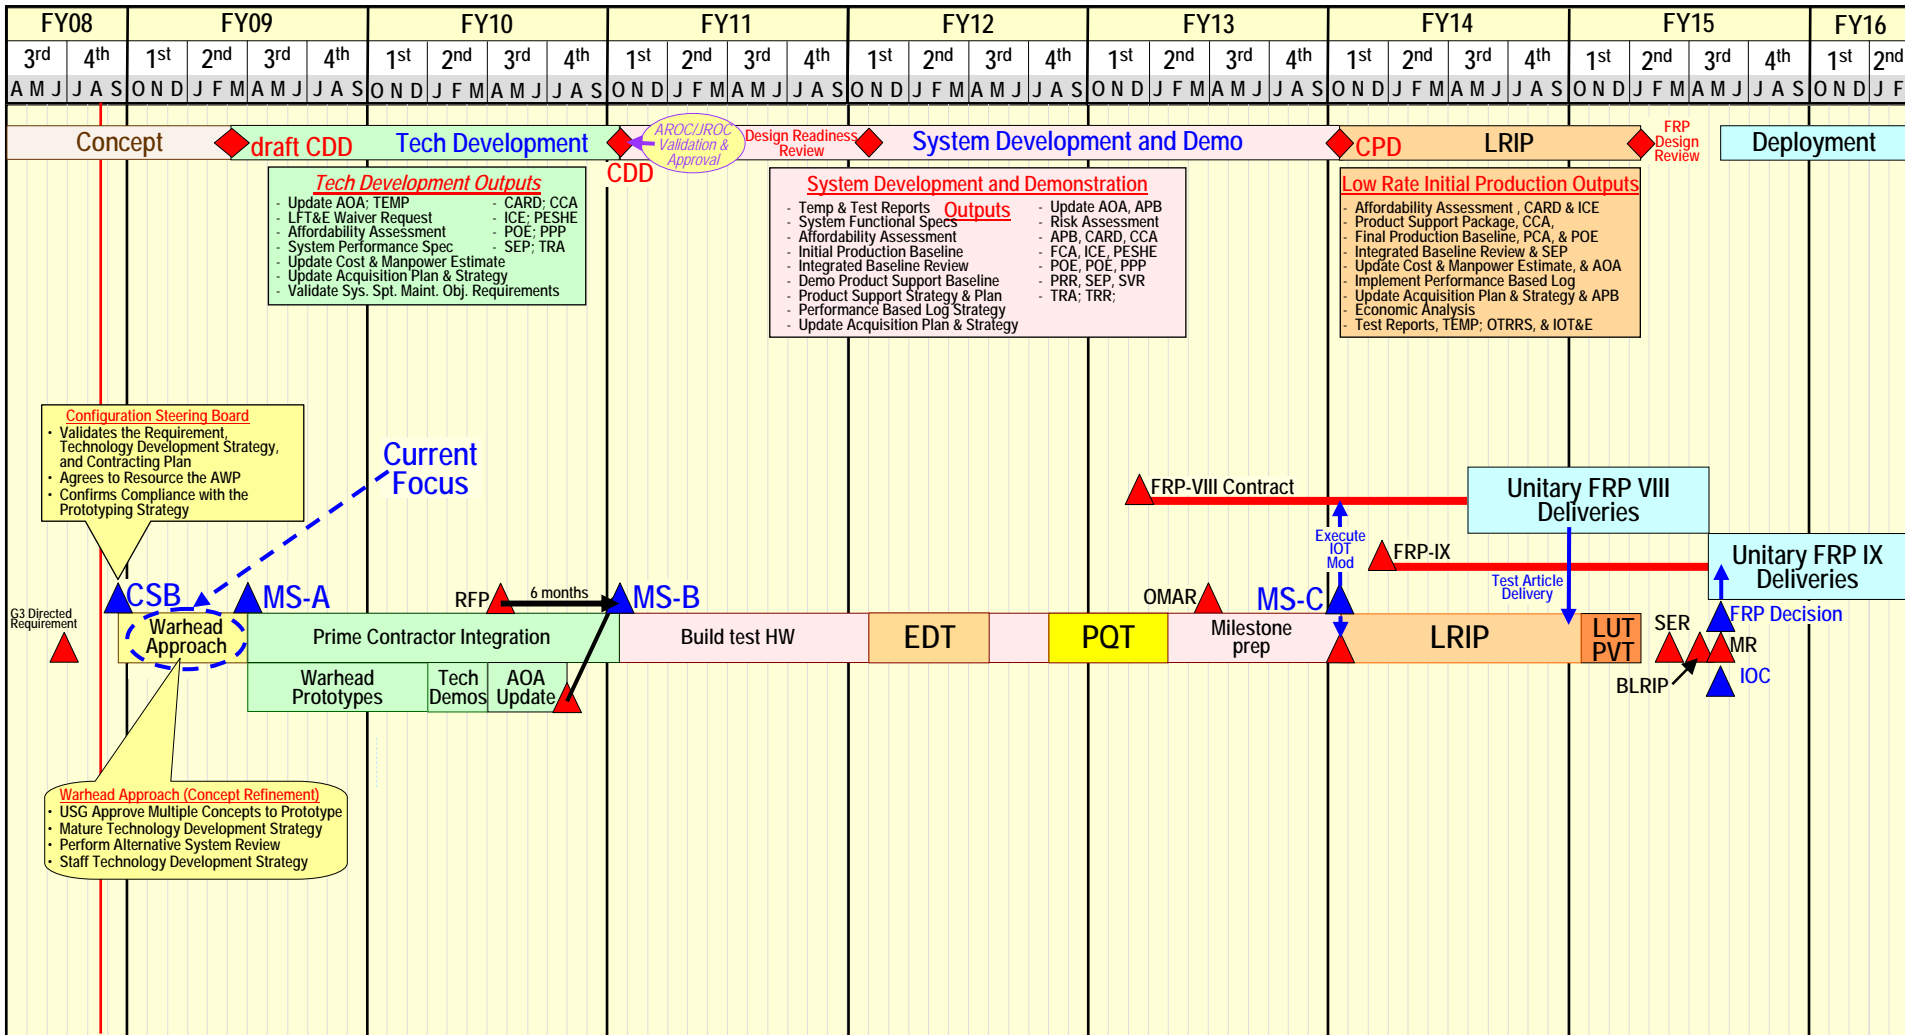 FY08 FY09 FY10 FY11 FY12 FY13 FY14 FY15 FY16
3rd 4th 1st 2nd 3rd 4th 1st 2nd 3rd 4th 1st 2nd 3rd 4th 1st 2nd 3rd 4th 1st 2nd 3rd 4th 1st 2nd 3rd 4th 1st 2nd 3rd 4th 1st 2nd
A M J J A S O N D J F M A M J J A S O N D J F M A M J J A S O N D J F M A M J J A S O N D J F M A M J J A S O N D J F M A M J J A S O N D J F M A M J J A S O N D J F M A M J J A S O N D J F
Concept
draft CDD
Tech Development
CDD
AROC/JROC
Validation &
Approval
Design Readiness
Review
System Development and Demo
CPD
LRIP
FRP
Design
Review
Deployment
Tech Development Outputs
- Update AOA; TEMP
- LFT&E Waiver Request
- Affordability Assessment
- System Performance Spec
- Update Cost & Manpower Estimate
- Update Acquisition Plan & Strategy
- Validate Sys. Spt. Maint. Obj. Requirements
- CARD; CCA
- ICE; PESHE
- POE; PPP
- SEP; TRA
System Development and Demonstration
Outputs
- Temp & Test Reports
- System Functional Specs
- Affordability Assessment
- Initial Production Baseline
- Integrated Baseline Review
- Demo Product Support Baseline
- Product Support Strategy & Plan
- Performance Based Log Strategy
- Update Acquisition Plan & Strategy
- Update AOA, APB
- Risk Assessment
- APB, CARD, CCA
- FCA, ICE, PESHE
- POE, POE, PPP
- PRR, SEP, SVR
- TRA; TRR;
Low Rate Initial Production Outputs
- Affordability Assessment , CARD & ICE
- Product Support Package, CCA,
- Final Production Baseline, PCA, & POE
- Integrated Baseline Review & SEP
- Update Cost & Manpower Estimate, & AOA
- Implement Performance Based Log
- Update Acquisition Plan & Strategy & APB
- Economic Analysis
- Test Reports, TEMP; OTRRS, & IOT&E
Configuration Steering Board
• Validates the Requirement,
Technology Development Strategy,
and Contracting Plan
• Agrees to Resource the AWP
• Confirms Compliance with the
Prototyping Strategy
Current
Focus
FRP-VIII Contract
Unitary FRP VIII
Deliveries
Execute
IOT
Mod
FRP-IX
Unitary FRP IX
Deliveries
Test Article
Delivery
G3 Directed
Requirement
CSB
MS-A
RFP
6 months
MS-B
OMAR
MS-C
FRP Decision
Warhead
Approach
Prime Contractor Integration
Build test HW
EDT
PQT
Milestone
prep
LRIP
LUT
PVT
SER
MR
BLRIP
IOC
Warhead
Prototypes
Tech
Demos
AOA
Update
Warhead Approach (Concept Refinement)
• USG Approve Multiple Concepts to Prototype
• Mature Technology Development Strategy
• Perform Alternative System Review
• Staff Technology Development Strategy